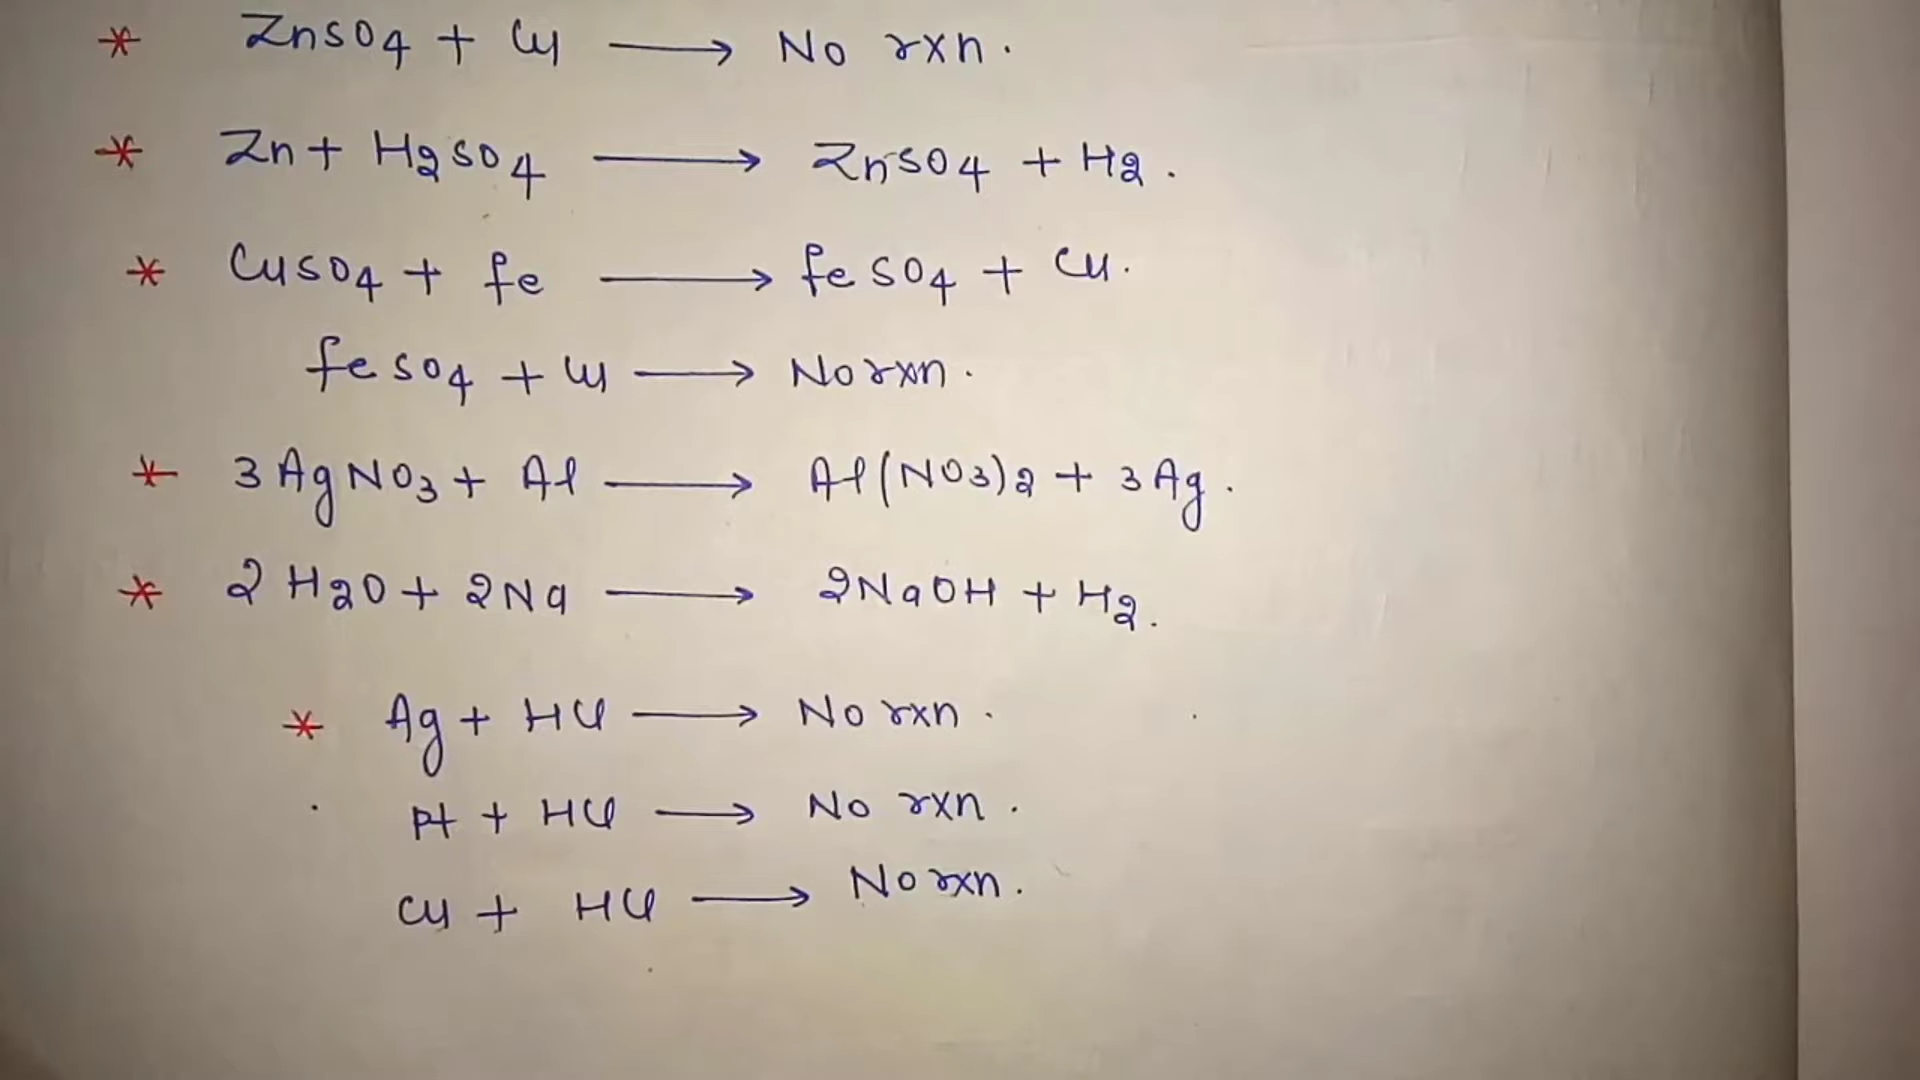 * ZnSO4 + Cu ⟶ No rxn.
* Zn + H2SO4 ⟶ ZnSO4 + H2.
* CuSO4 + fe ⟶ feSO4 + Cu.
feSO4 + Cu ⟶ No rxn.
* 3AgNO3 + Al ⟶ Al(NO3)2 + 3Ag.
* 2H2O + 2Na ⟶ 2NaOH + H2.
* Ag + HCl ⟶ No rxn.
Pt + HCl ⟶ No rxn.
Cu + HCl ⟶ No rxn.